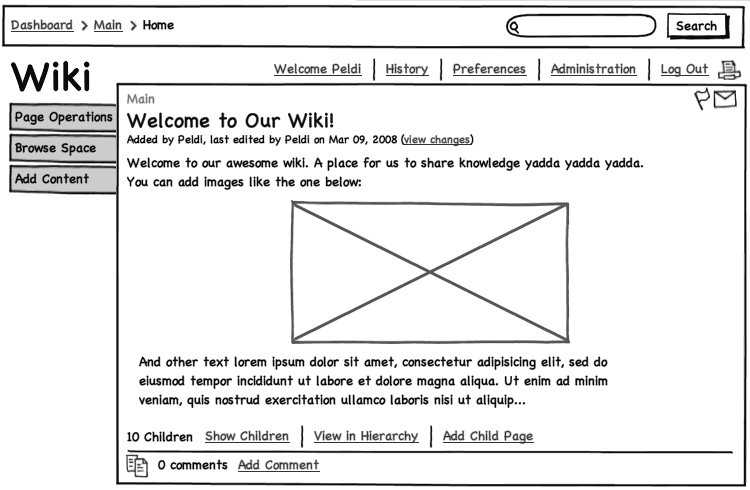 Dashboard > Main > Home
Search
Wiki
Welcome Peldi | History | Preferences | Administration | Log Out
Page Operations
Browse Space
Add Content
Main
Welcome to Our Wiki!
Added by Peldi, last edited by Peldi on Mar 09, 2008 (view changes)
Welcome to our awesome wiki. A place for us to share knowledge yadda yadda yadda.
You can add images like the one below:
And other text lorem ipsum dolor sit amet, consectetur adipisicing elit, sed do
eiusmod tempor incididunt ut labore et dolore magna aliqua. Ut enim ad minim
veniam, quis nostrud exercitation ullamco laboris nisi ut aliquip...
10 Children Show Children | View in Hierarchy | Add Child Page
0 comments Add Comment